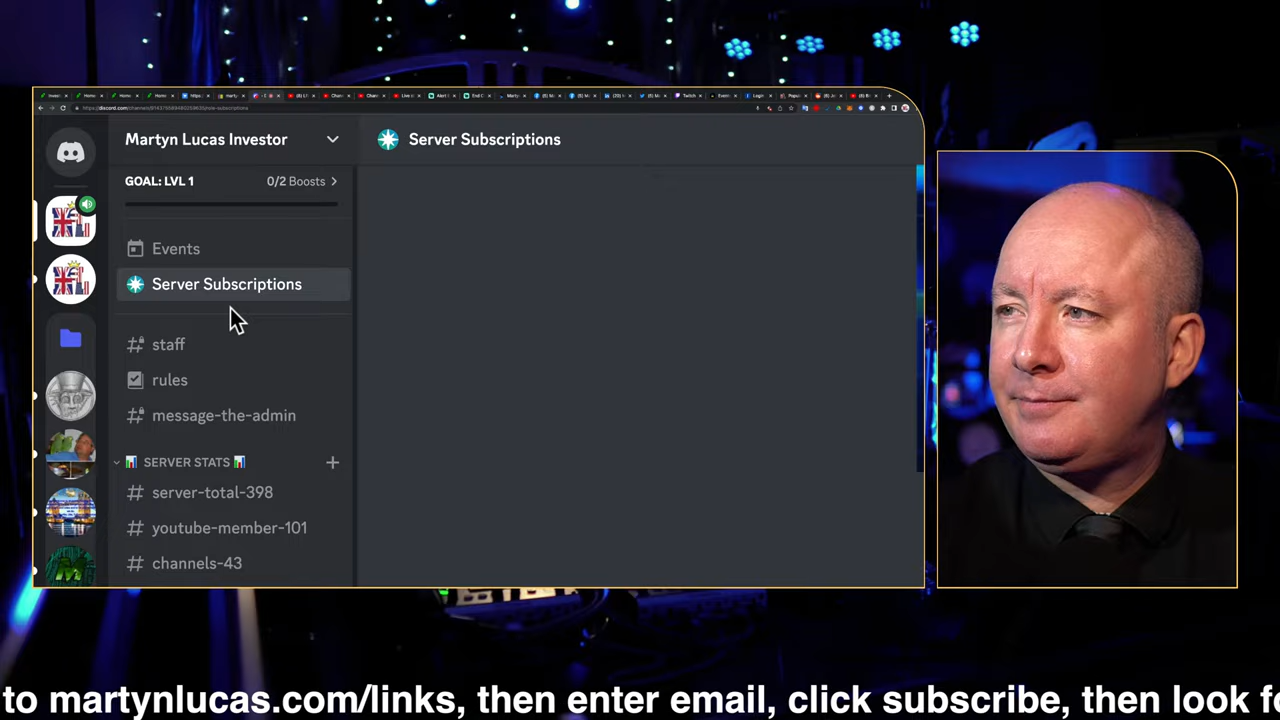 Martyn Lucas Investor
Server Subscriptions
GOAL: LVL 1
0/2 Boosts
Events
Server Subscriptions
staff
rules
message-the-admin
SERVER STATS
server-total-398
youtube-member-101
channels-43
to martynlucas.com/links, then enter email, click subscribe, then look fo